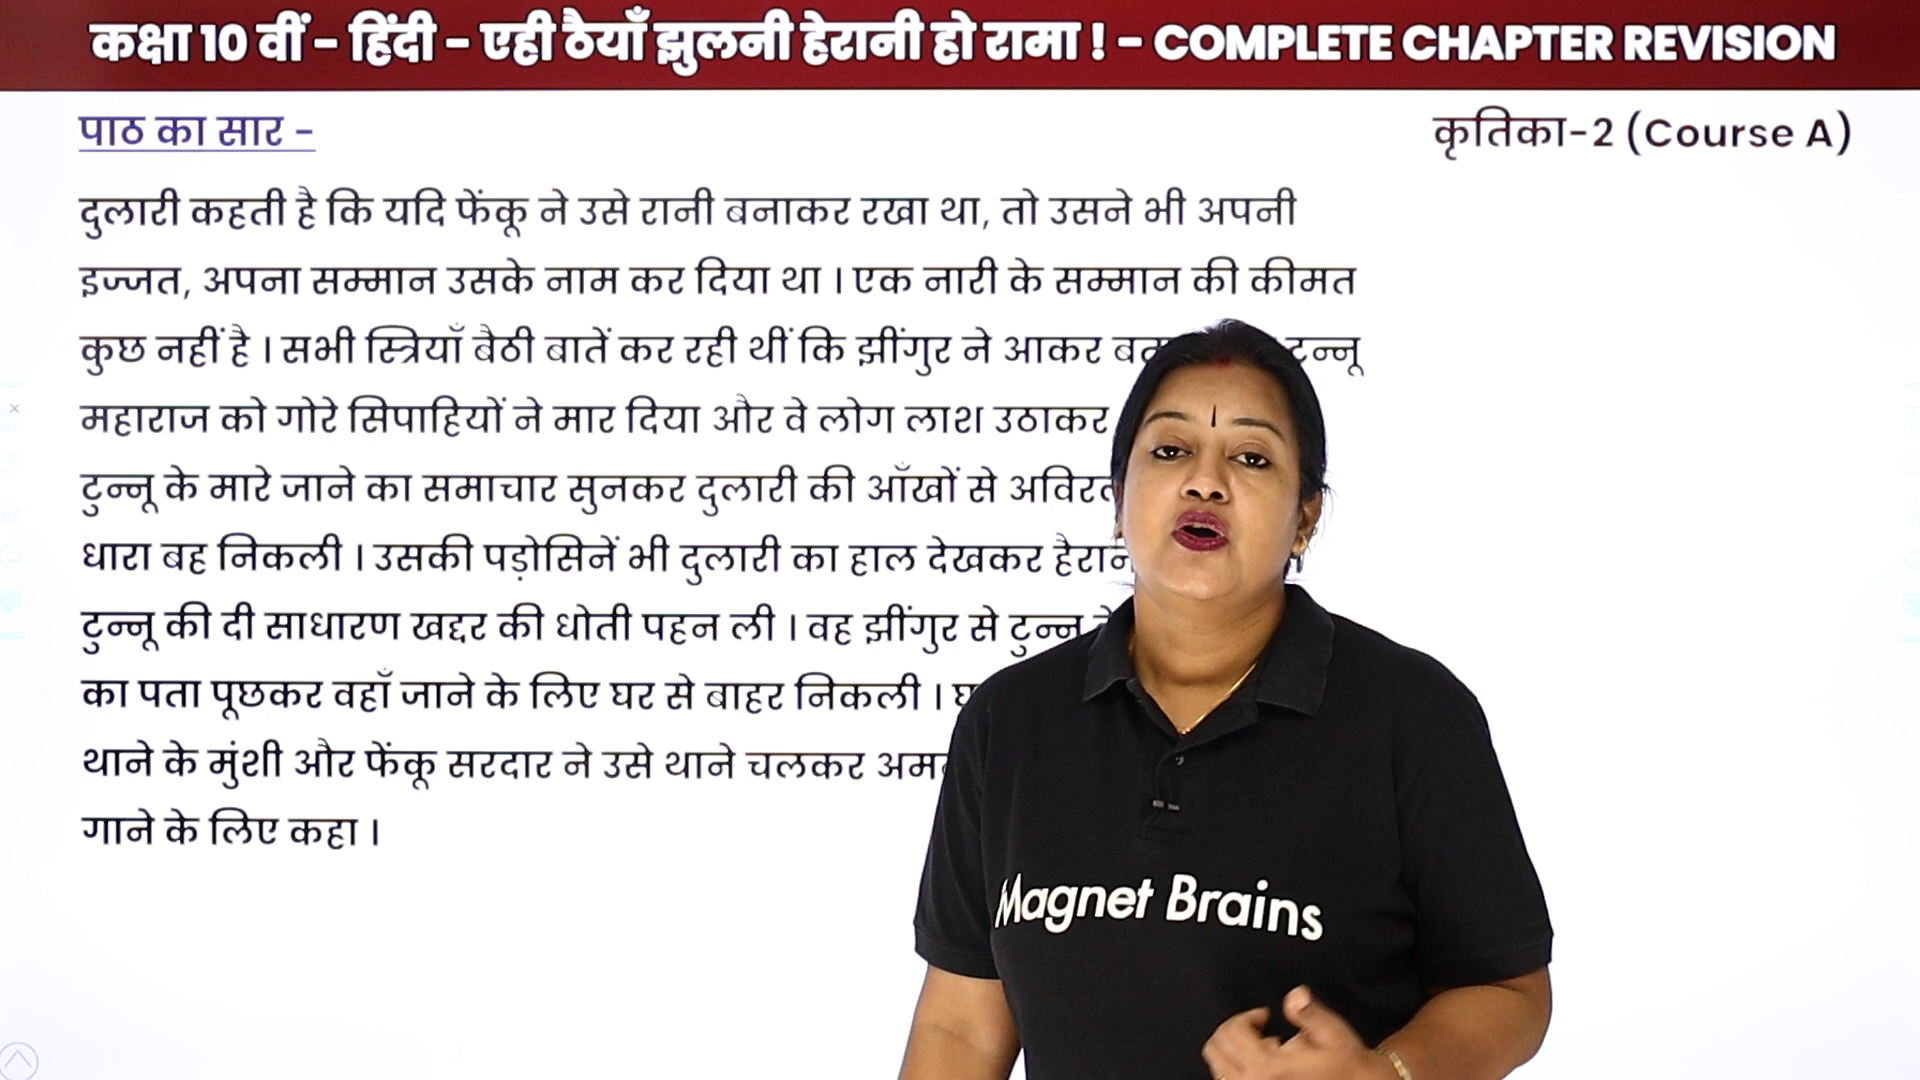 कक्षा 10 वीं - हिंदी - एही ठैयाँ झुलनी हेरानी हो रामा ! - COMPLETE CHAPTER REVISION
पाठ का सार -
कृतिका-2 (Course A)
दुलारी कहती है कि यदि फेंकू ने उसे रानी बनाकर रखा था, तो उसने भी अपनी
इज्जत, अपना सम्मान उसके नाम कर दिया था । एक नारी के सम्मान की कीमत
कुछ नहीं है । सभी स्त्रियाँ बैठी बातें कर रही थीं कि झींगुर ने आकर टुन्नू
महाराज को गोरे सिपाहियों ने मार दिया और वे लोग लाश उठाकर
टुन्नू के मारे जाने का समाचार सुनकर दुलारी की आँखों से
धारा बह निकली । उसकी पड़ोसिनें भी दुलारी का हाल देखकर
टुन्नू की दी साधारण खद्दर की धोती पहन ली । वह झींगुर से टुन्नू
का पता पूछकर वहाँ जाने के लिए घर से बाहर निकली ।
थाने के मुंशी और फेंकू सरदार ने उसे थाने चलकर
गाने के लिए कहा ।
Magnet Brains